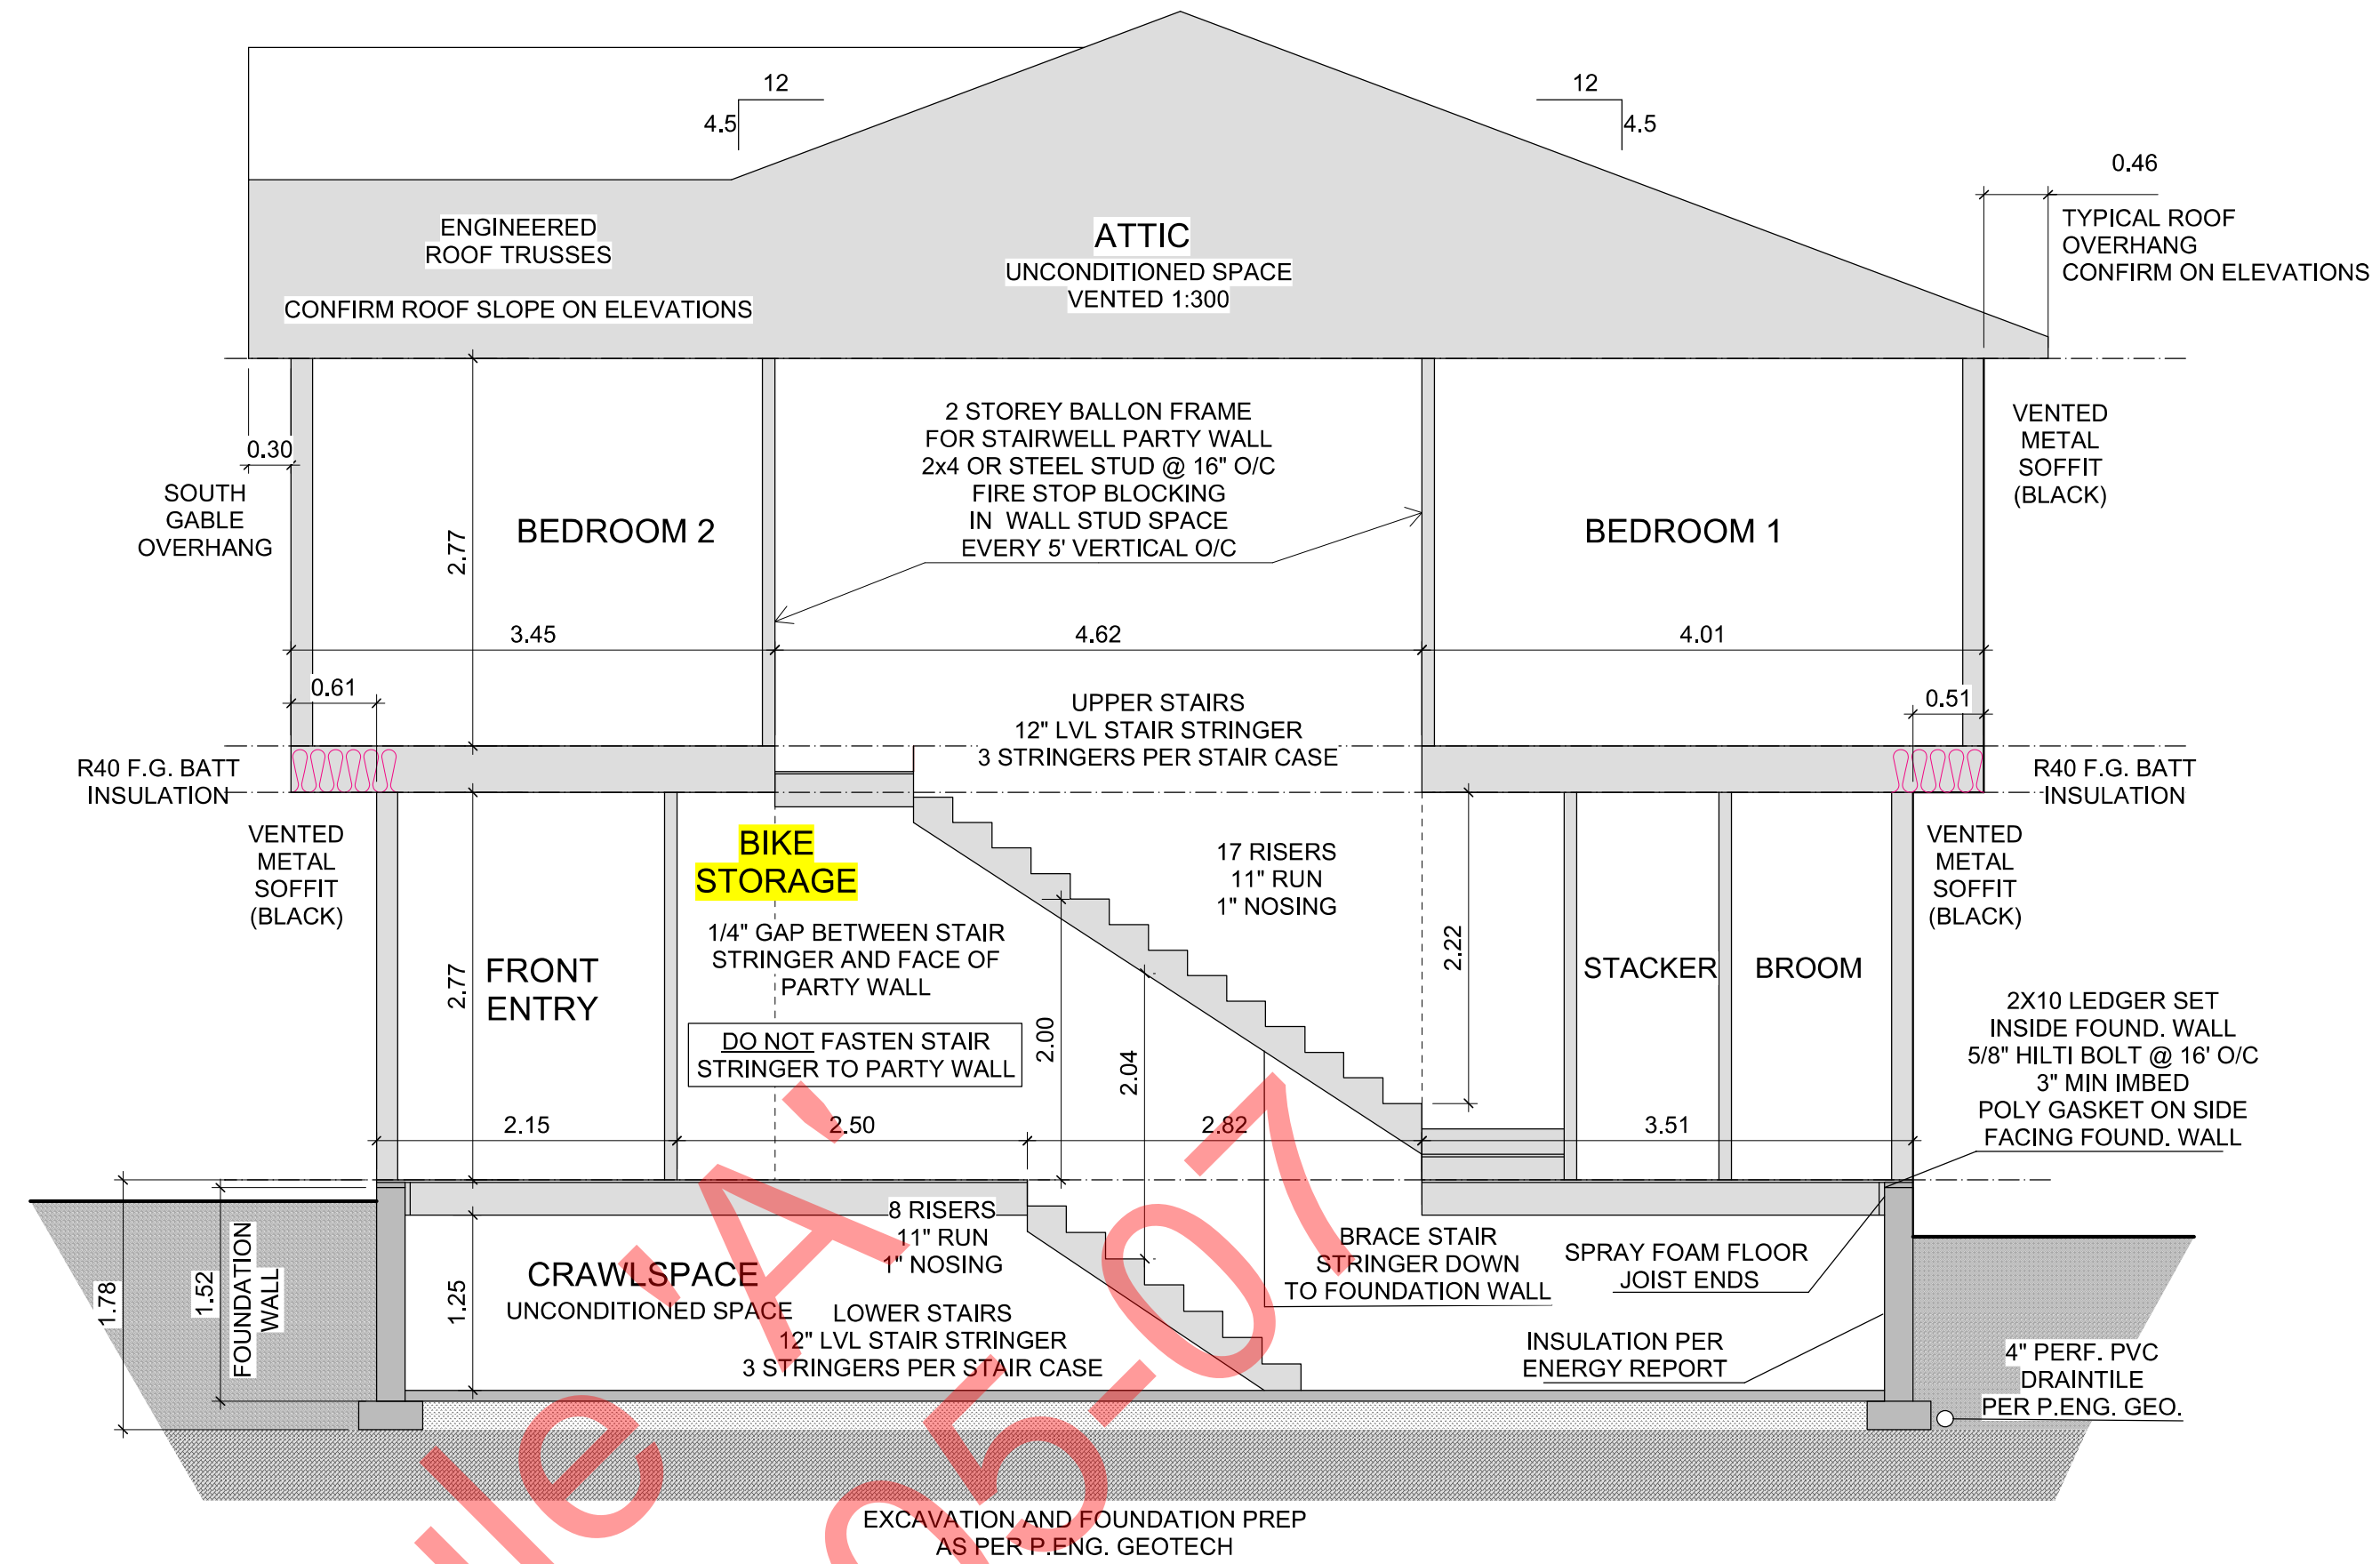 12
4.5
12
4.5
0.46
TYPICAL ROOF
OVERHANG
CONFIRM ON ELEVATIONS
ENGINEERED
ROOF TRUSSES
CONFIRM ROOF SLOPE ON ELEVATIONS
ATTIC
UNCONDITIONED SPACE
VENTED 1:300
0.30
SOUTH
GABLE
OVERHANG
2.77
BEDROOM 2
2 STOREY BALLON FRAME
FOR STAIRWELL PARTY WALL
2x4 OR STEEL STUD @ 16" O/C
FIRE STOP BLOCKING
IN WALL STUD SPACE
EVERY 5' VERTICAL O/C
BEDROOM 1
VENTED
METAL
SOFFIT
(BLACK)
3.45
4.62
4.01
0.61
0.51
UPPER STAIRS
12" LVL STAIR STRINGER
3 STRINGERS PER STAIR CASE
R40 F.G. BATT
INSULATION
R40 F.G. BATT
INSULATION
VENTED
METAL
SOFFIT
(BLACK)
BIKE
STORAGE
17 RISERS
11" RUN
1" NOSING
VENTED
METAL
SOFFIT
(BLACK)
2.77
FRONT
ENTRY
1/4" GAP BETWEEN STAIR
STRINGER AND FACE OF
PARTY WALL
DO NOT FASTEN STAIR
STRINGER TO PARTY WALL
2.00
2.04
2.22
STACKER
BROOM
2X10 LEDGER SET
INSIDE FOUND. WALL
5/8" HILTI BOLT @ 16' O/C
3" MIN IMBED
POLY GASKET ON SIDE
FACING FOUND. WALL
2.15
2.50
2.82
3.51
1.78
1.52
FOUNDATION
WALL
1.25
CRAWLSPACE
UNCONDITIONED SPACE
8 RISERS
11" RUN
1" NOSING
LOWER STAIRS
12" LVL STAIR STRINGER
3 STRINGERS PER STAIR CASE
BRACE STAIR
STRINGER DOWN
TO FOUNDATION WALL
SPRAY FOAM FLOOR
JOIST ENDS
INSULATION PER
ENERGY REPORT
4" PERF. PVC
DRAINTILE
PER P.ENG. GEO.
EXCAVATION AND FOUNDATION PREP
AS PER P.ENG. GEOTECH
'A'
05-07